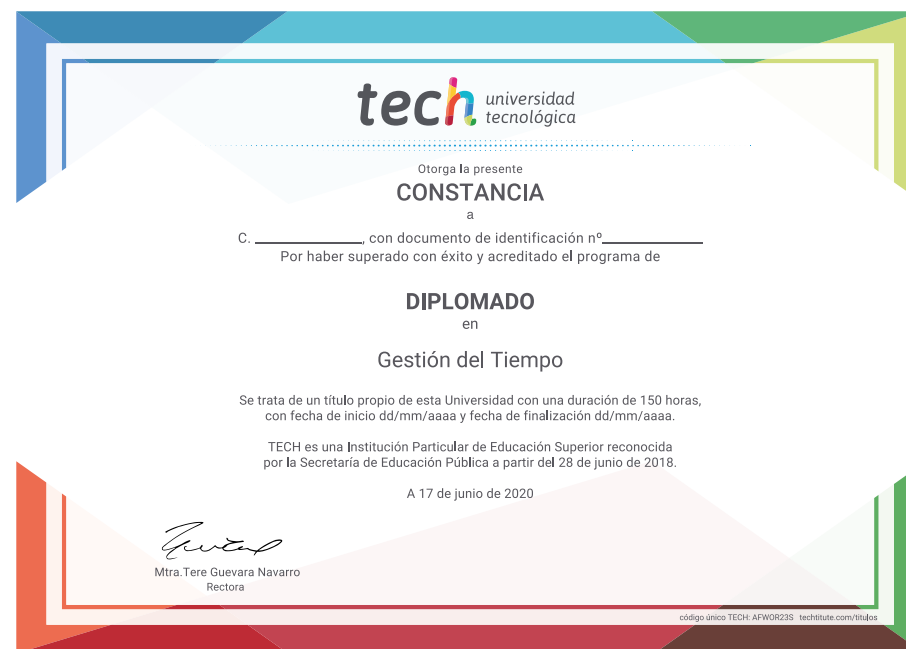 tech universidad
tecnológica
Otorga la presente
CONSTANCIA
a
C. ____________, con documento de identificación nº____________
Por haber superado con éxito y acreditado el programa de
DIPLOMADO
en
Gestión del Tiempo
Se trata de un título propio de esta Universidad con una duración de 150 horas,
con fecha de inicio dd/mm/aaaa y fecha de finalización dd/mm/aaaa.
TECH es una Institución Particular de Educación Superior reconocida
por la Secretaría de Educación Pública a partir del 28 de junio de 2018.
A 17 de junio de 2020
Mtra.Tere Guevara Navarro
Rectora
código único TECH: AFWOR23S techtitute.com/titulos